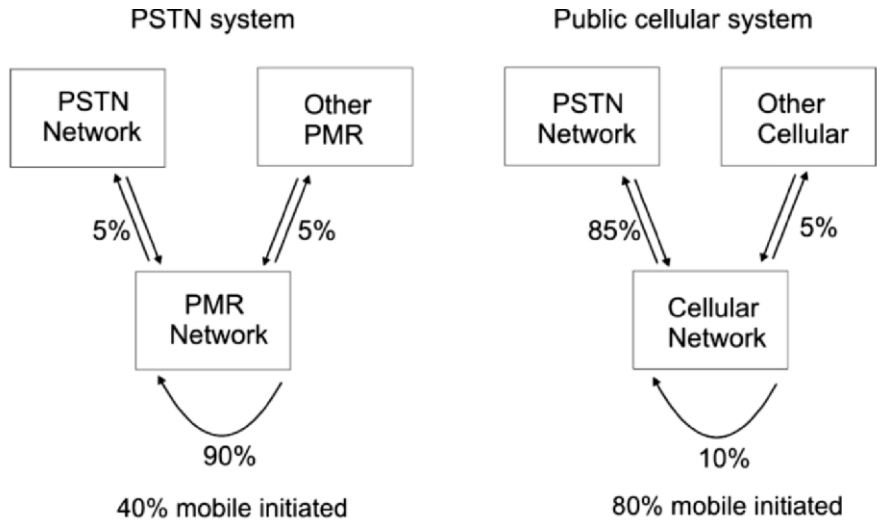 PSTN system
PSTN
Network
Other
PMR
5%
5%
PMR
Network
90%
40% mobile initiated
Public cellular system
PSTN
Network
Other
Cellular
85%
5%
Cellular
Network
10%
80% mobile initiated